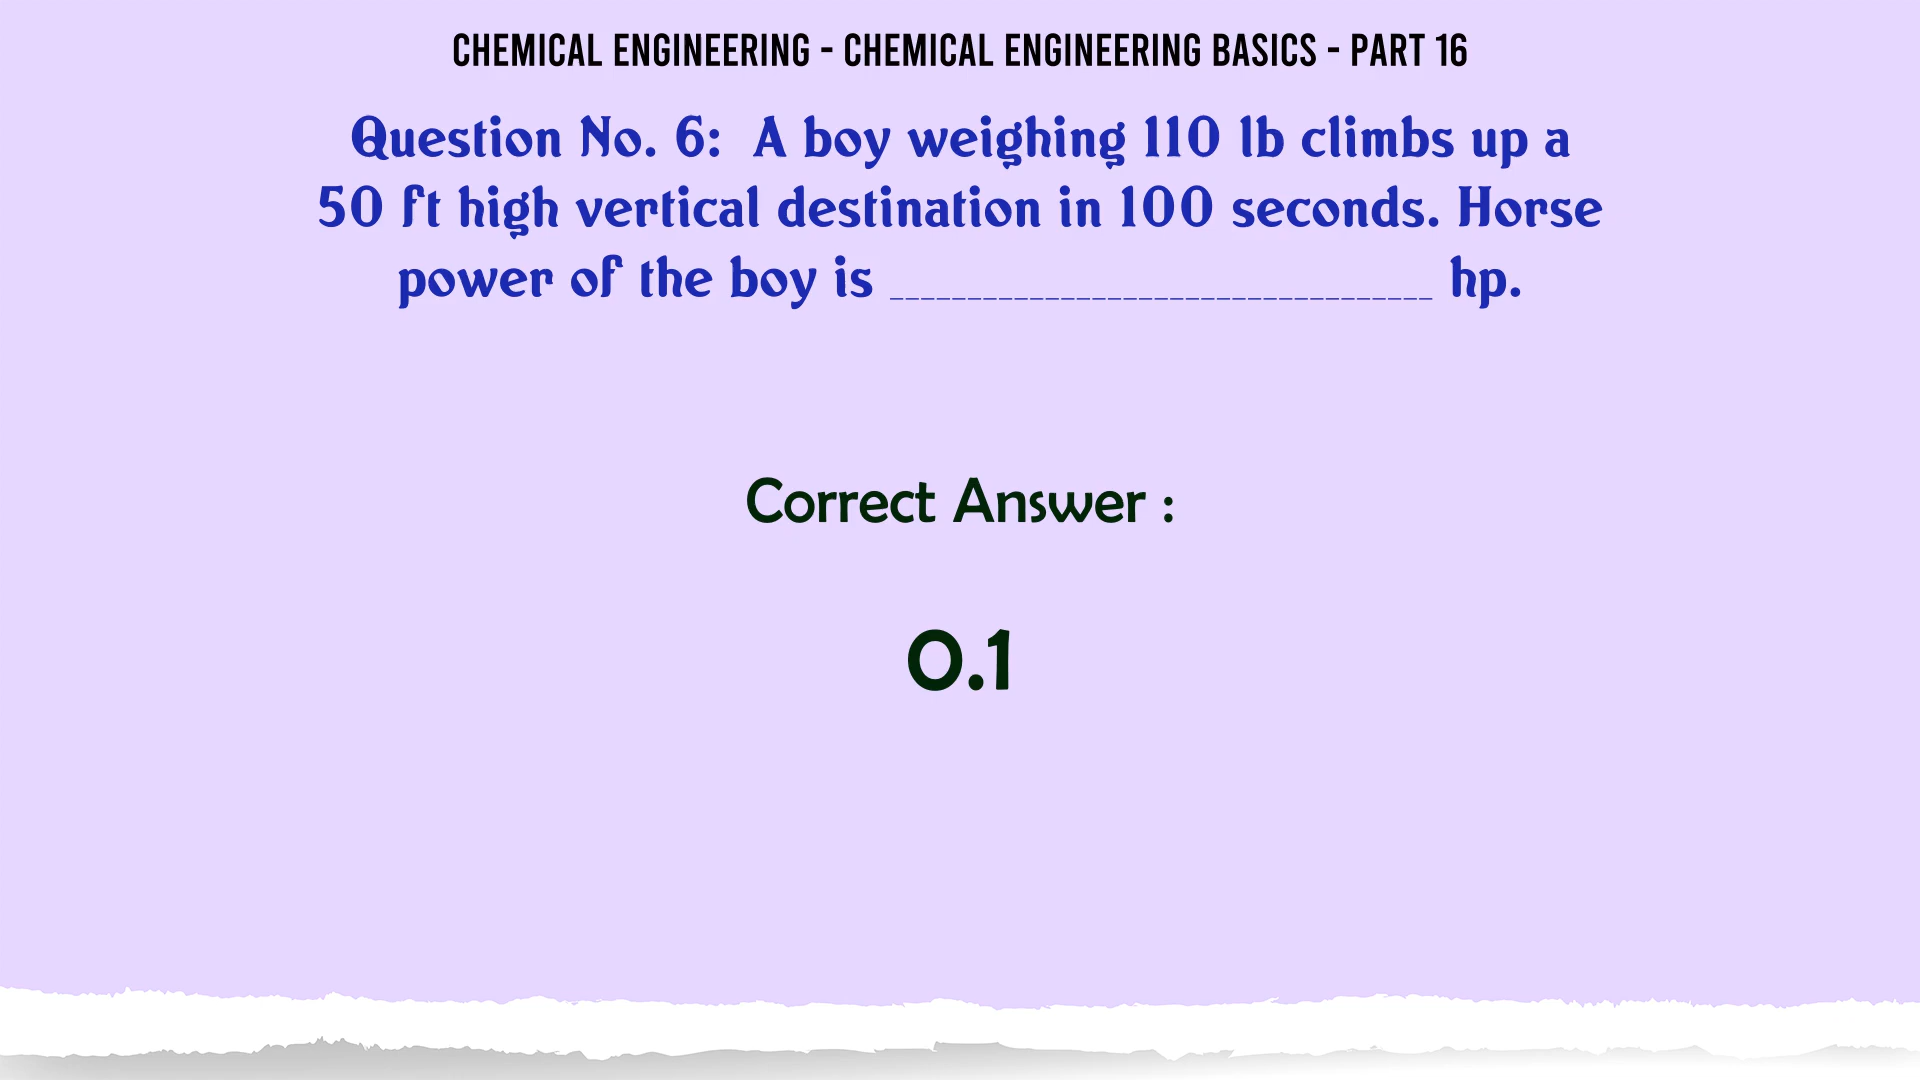 CHEMICAL ENGINEERING - CHEMICAL ENGINEERING BASICS - PART 16
Question No. 6:  A boy weighing 110 lb climbs up a
50 ft high vertical destination in 100 seconds. Horse
power of the boy is ___________________________________ hp.
Correct Answer :
0.1